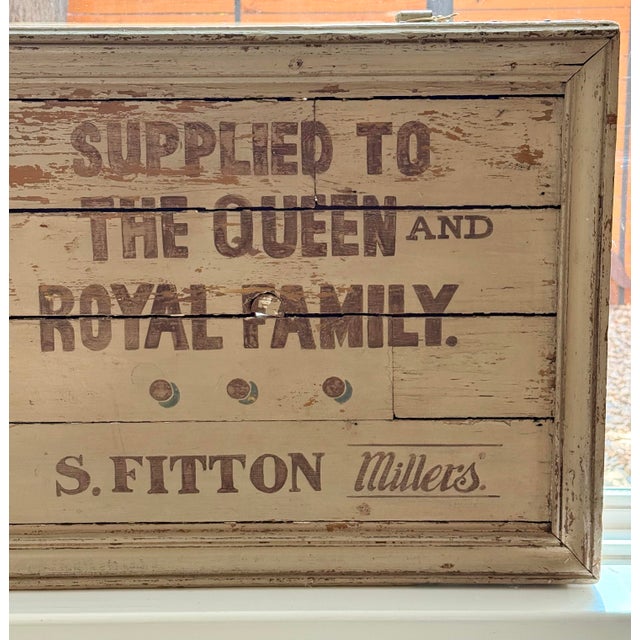 SUPPLIED TO
THE QUEEN AND
ROYAL FAMILY.
S. FITTON Millers.